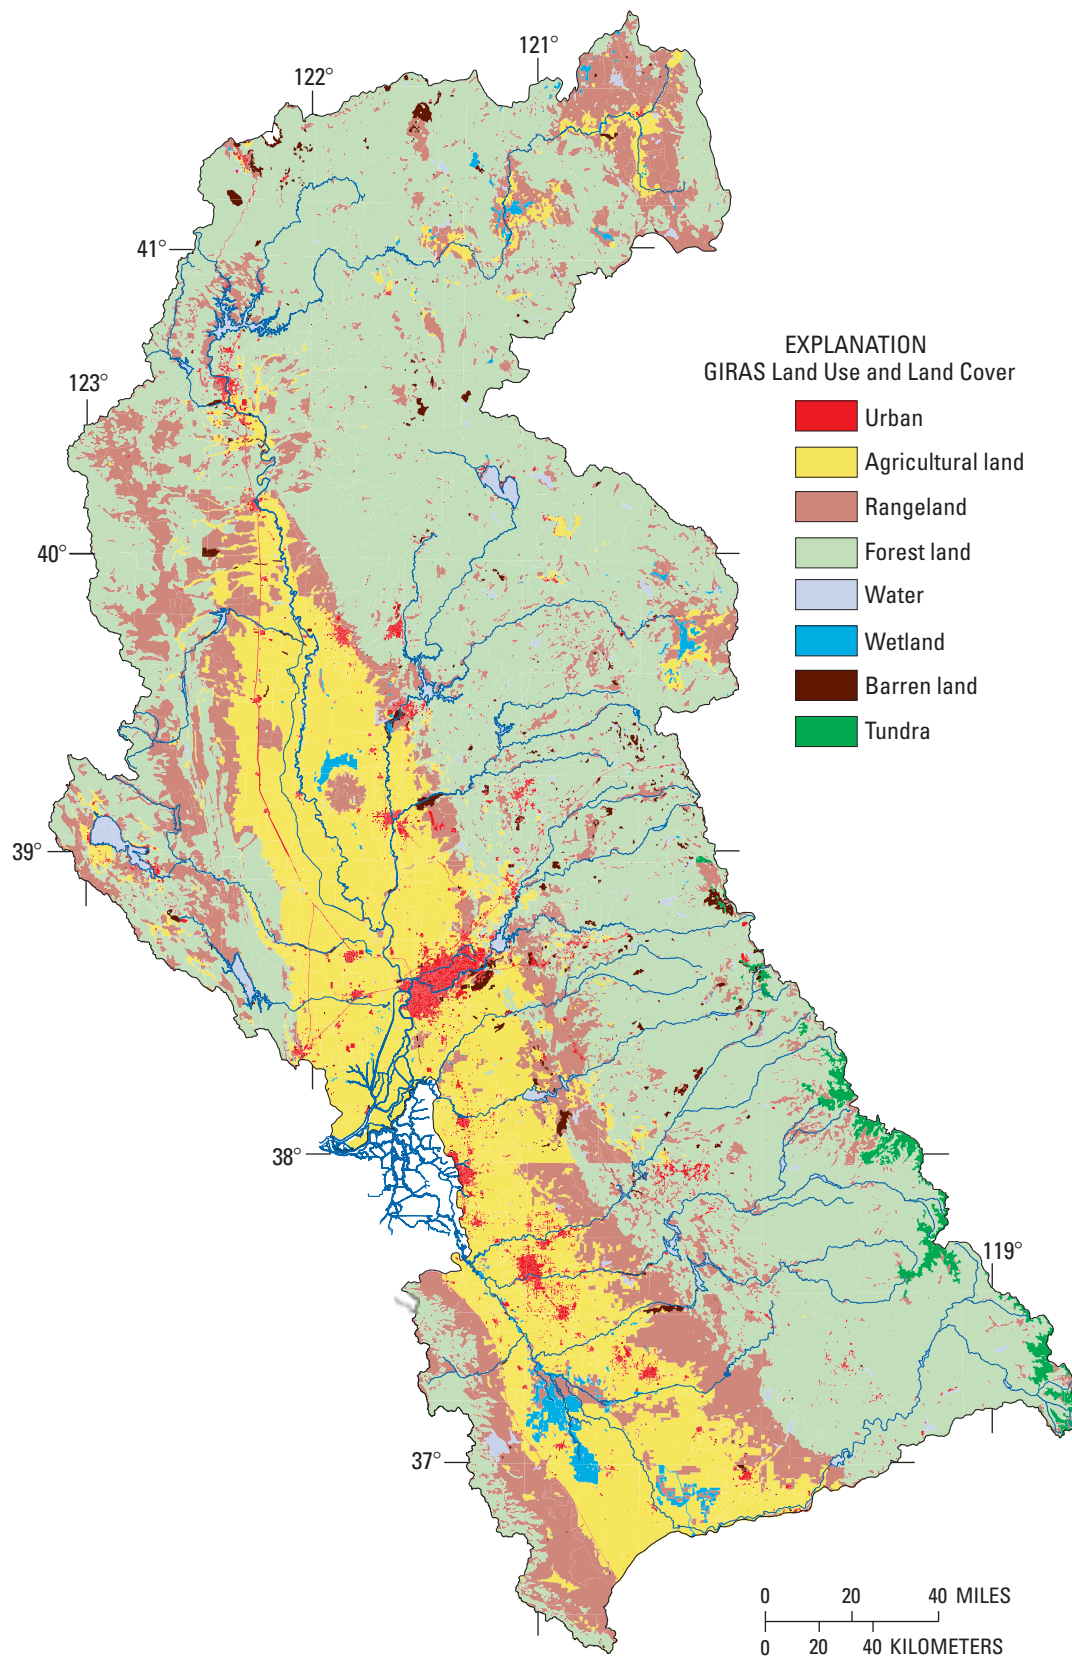 121°
122°
41°
123°
EXPLANATION
GIRAS Land Use and Land Cover
Urban
Agricultural land
Rangeland
40°
Forest land
Water
Wetland
Barren land
Tundra
39°
38°
119°
37°
0 20 40 MILES
0 20 40 KILOMETERS